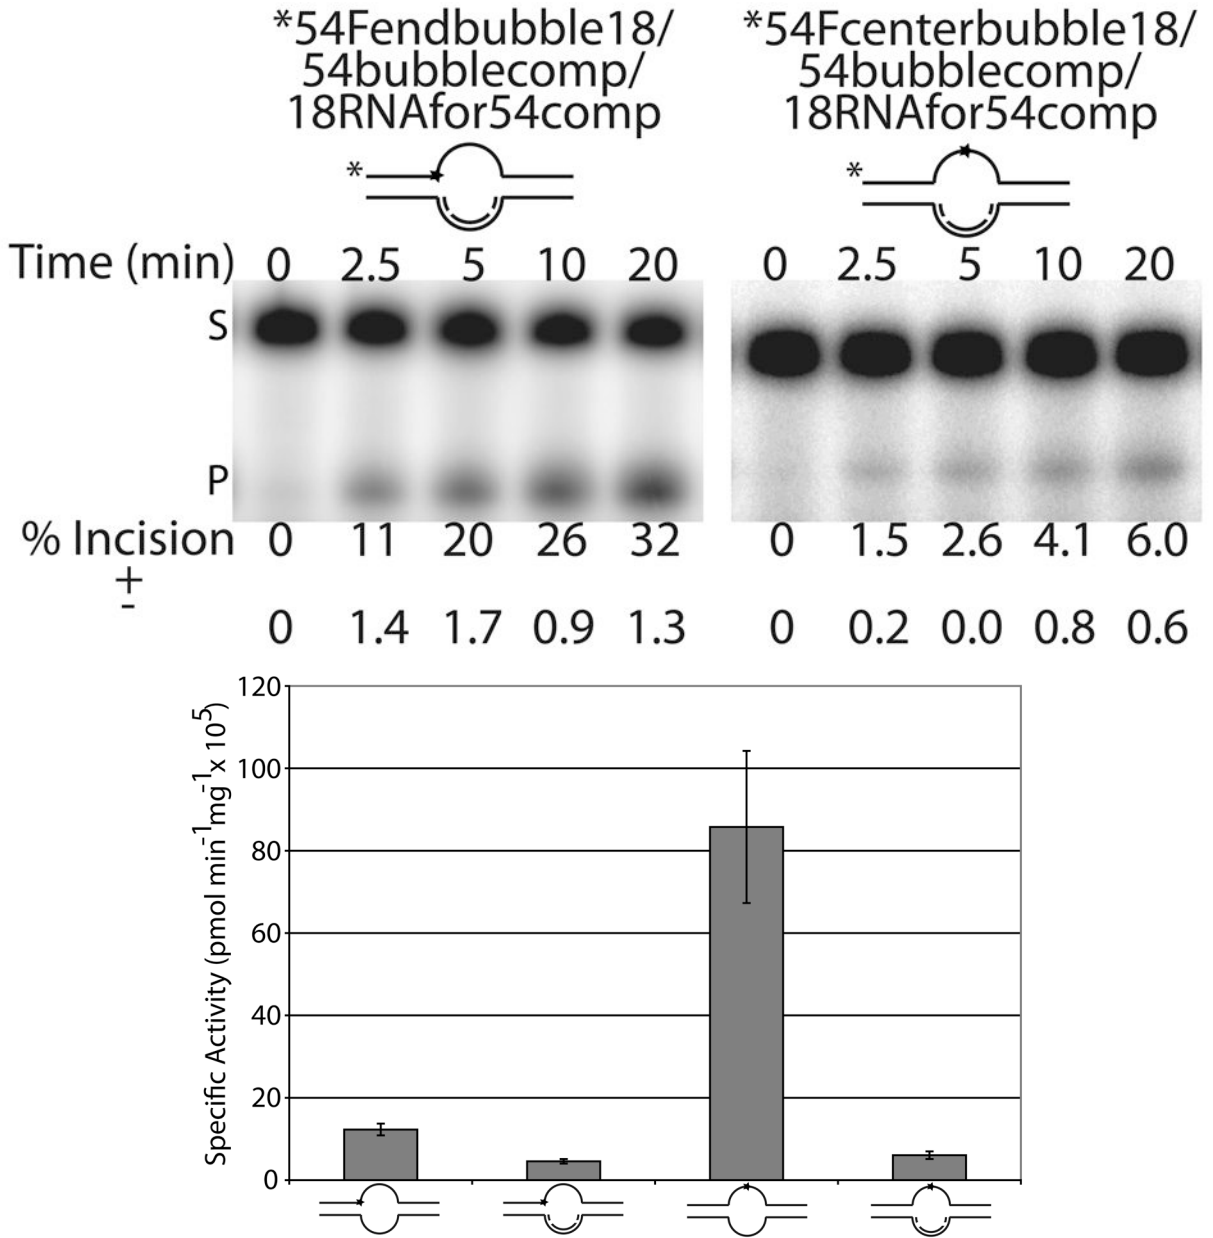 *54Fendbubble18/
54bubblecomp/
18RNAfor54comp
*54Fcenterbubble18/
54bubblecomp/
18RNAfor54comp
*
*
Time (min) 0 2.5 5 10 20 0 2.5 5 10 20
S
P
% Incision 0 11 20 26 32 0 1.5 2.6 4.1 6.0
+
-
0 1.4 1.7 0.9 1.3 0 0.2 0.0 0.8 0.6
Specific Activity (pmol min⁻¹mg⁻¹x 10⁵)
120
100
80
60
40
20
0